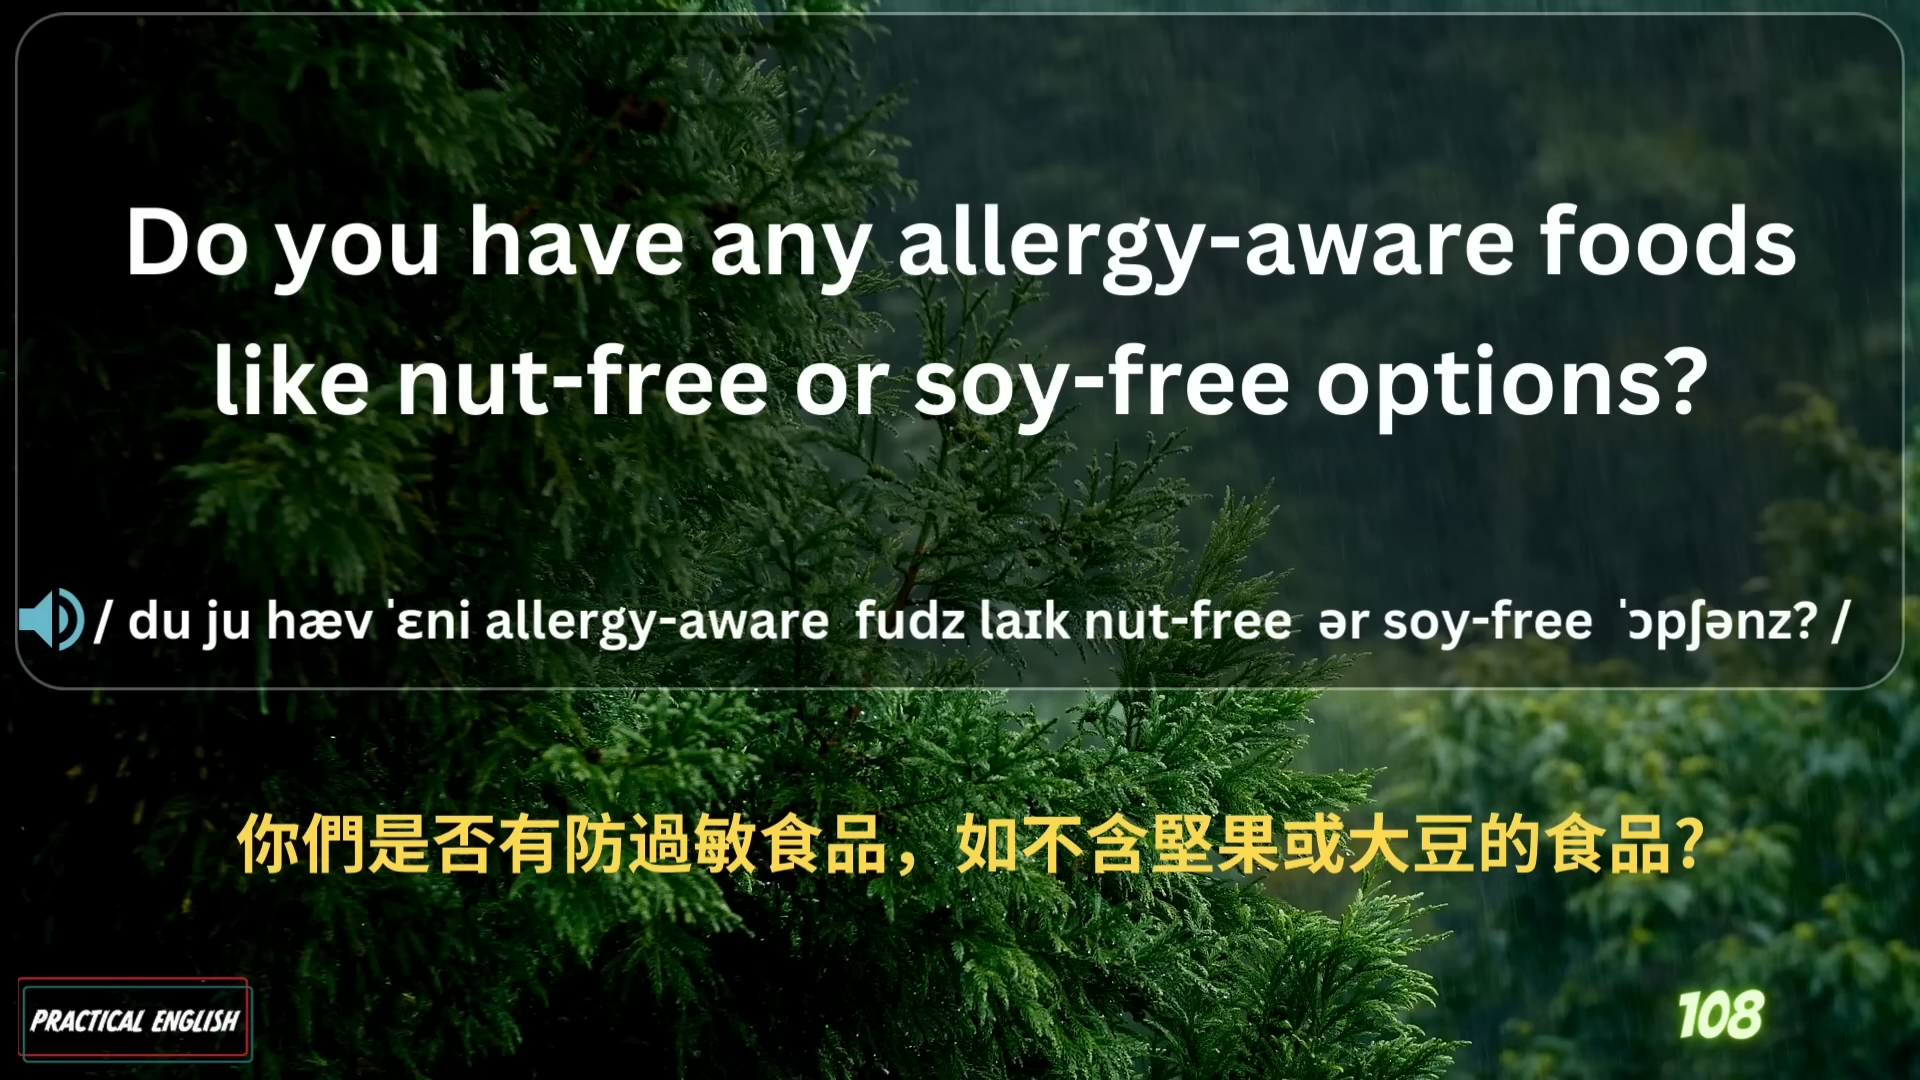 Do you have any allergy-aware foods
like nut-free or soy-free options?
/ du ju hæv ˈɛni allergy-aware fudz laɪk nut-free ər soy-free ˈɔpʃənz? /
你們是否有防過敏食品，如不含堅果或大豆的食品?
PRACTICAL ENGLISH
108